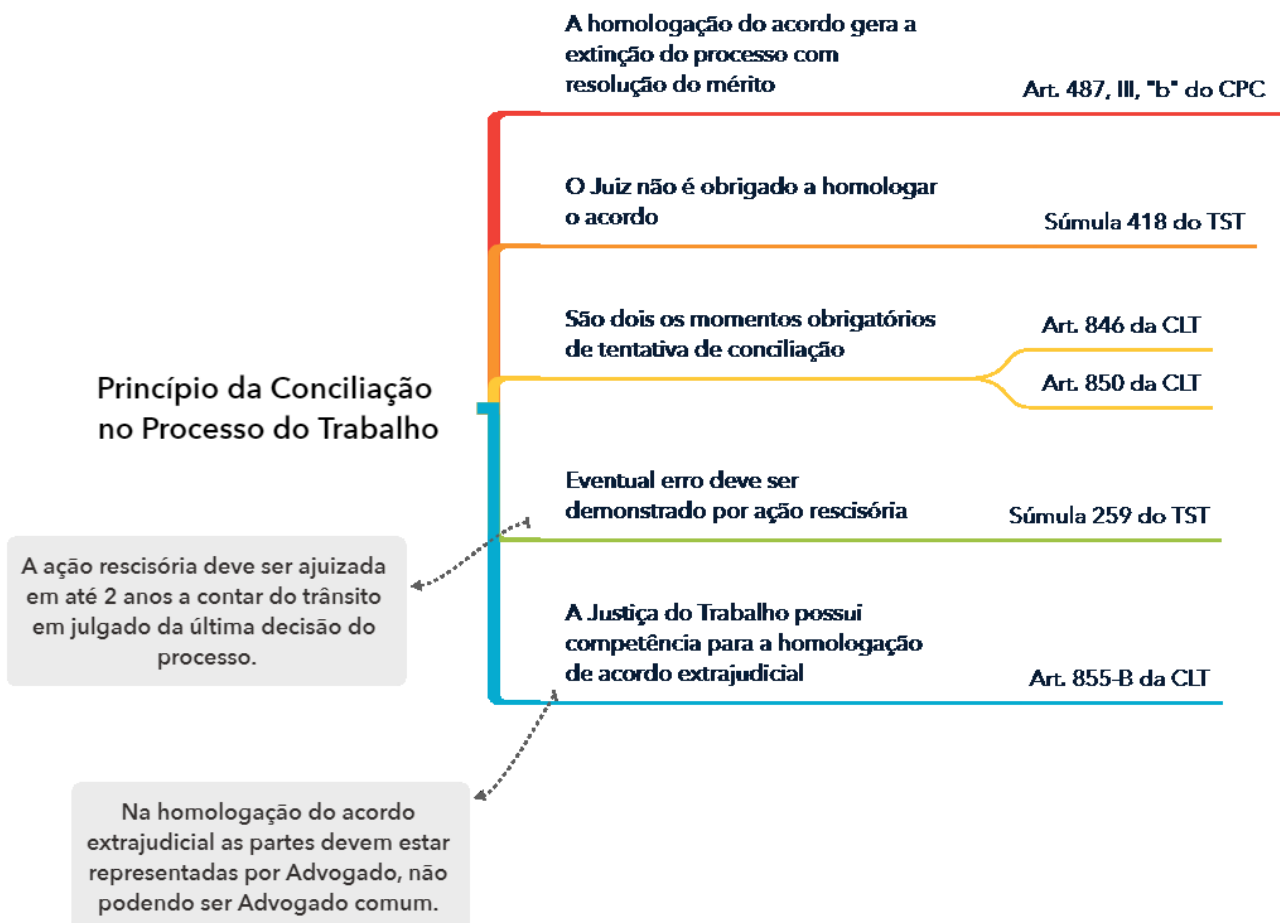 A homologação do acordo gera a
extinção do processo com
resolução do mérito
Art. 487, III, "b" do CPC
O Juiz não é obrigado a homologar
o acordo
Súmula 418 do TST
São dois os momentos obrigatórios
de tentativa de conciliação
Art. 846 da CLT
Art. 850 da CLT
Princípio da Conciliação
no Processo do Trabalho
Eventual erro deve ser
demonstrado por ação rescisória
Súmula 259 do TST
A ação rescisória deve ser ajuizada
em até 2 anos a contar do trânsito
em julgado da última decisão do
processo.
A Justiça do Trabalho possui
competência para a homologação
de acordo extrajudicial
Art. 855-B da CLT
Na homologação do acordo
extrajudicial as partes devem estar
representadas por Advogado, não
podendo ser Advogado comum.